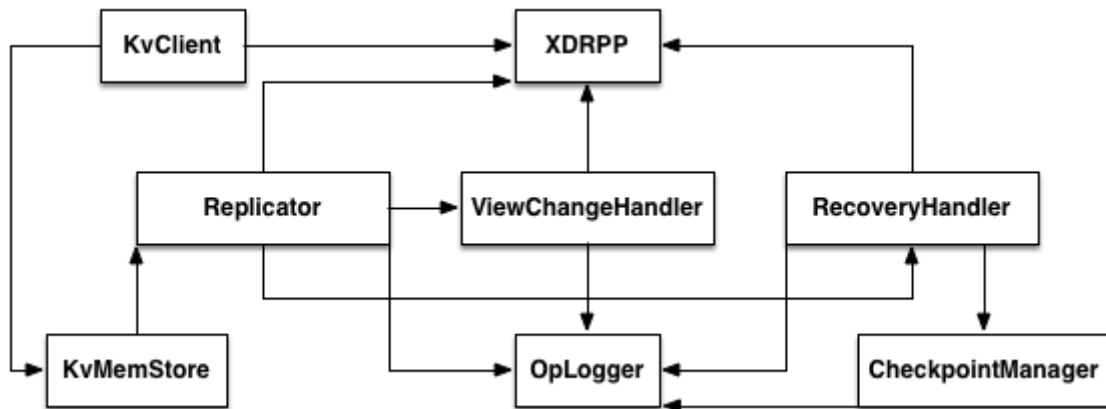 KvClient
XDRPP
Replicator
ViewChangeHandler
RecoveryHandler
KvMemStore
OpLogger
CheckpointManager